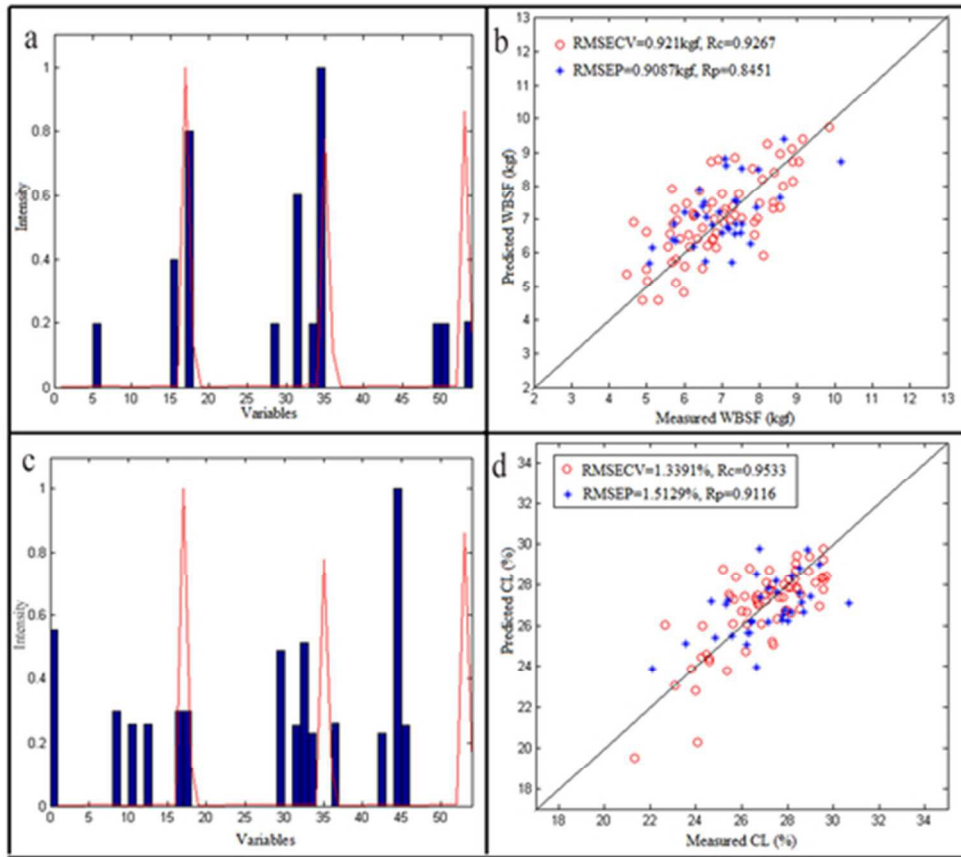 a
1
0.8
0.6
0.4
0.2
0
Intensity
0 5 10 15 20 25 30 35 40 45 50
Variables
b
RMSECV=0.921kgf, Rc=0.9267
RMSEP=0.9087kgf, Rp=0.8451
13
12
11
10
9
8
7
6
5
4
3
2
Predicted WBSF (kgf)
2 3 4 5 6 7 8 9 10 11 12 13
Measured WBSF (kgf)
c
1
0.8
0.6
0.4
0.2
0
Intensity
0 5 10 15 20 25 30 35 40 45 50
Variables
d
RMSECV=1.3391%, Rc=0.9533
RMSEP=1.5129%, Rp=0.9116
34
32
30
28
26
24
22
20
18
Predicted CL (%)
18 20 22 24 26 28 30 32 34
Measured CL (%)